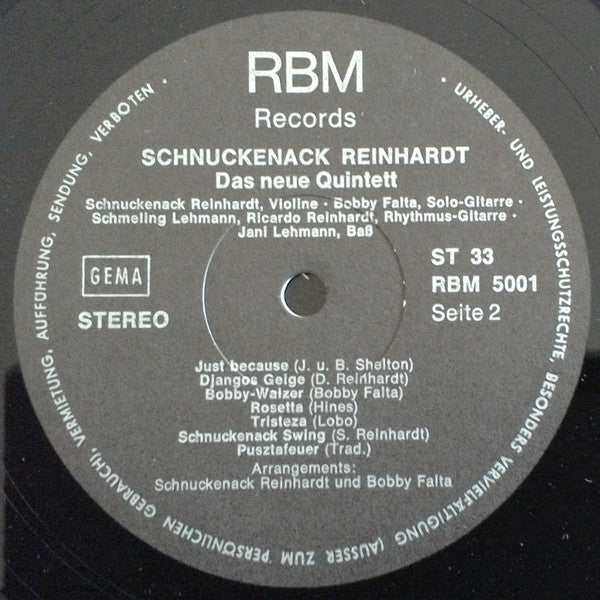 RBM
Records
SCHNUCKENACK REINHARDT
Das neue Quintett
Schnuckenack Reinhardt, Violine · Bobby Falta, Solo-Gitarre ·
Schmeling Lehmann, Ricardo Reinhardt, Rhythmus-Gitarre ·
Jani Lehmann, Baß
GEMA
STEREO
ST 33
RBM 5001
Seite 2
Just because (J. u. B. Shelton)
Djangos Geige (D. Reinhardt)
Bobby-Walzer (Bobby Falta)
Rosetta (Hines)
Tristeza (Lobo)
Schnuckenack Swing (S. Reinhardt)
Pusztafeuer (Trad.)
Arrangements:
Schnuckenack Reinhardt und Bobby Falta
· URHEBER- UND LEISTUNGSSCHUTZRECHTE, BESONDERS VERVIELFÄLTIGUNG (AUSSER ZUM PERSÖNLICHEN GEBRAUCH), VERMIETUNG, AUFFÜHRUNG, SENDUNG, VERBOTEN ·